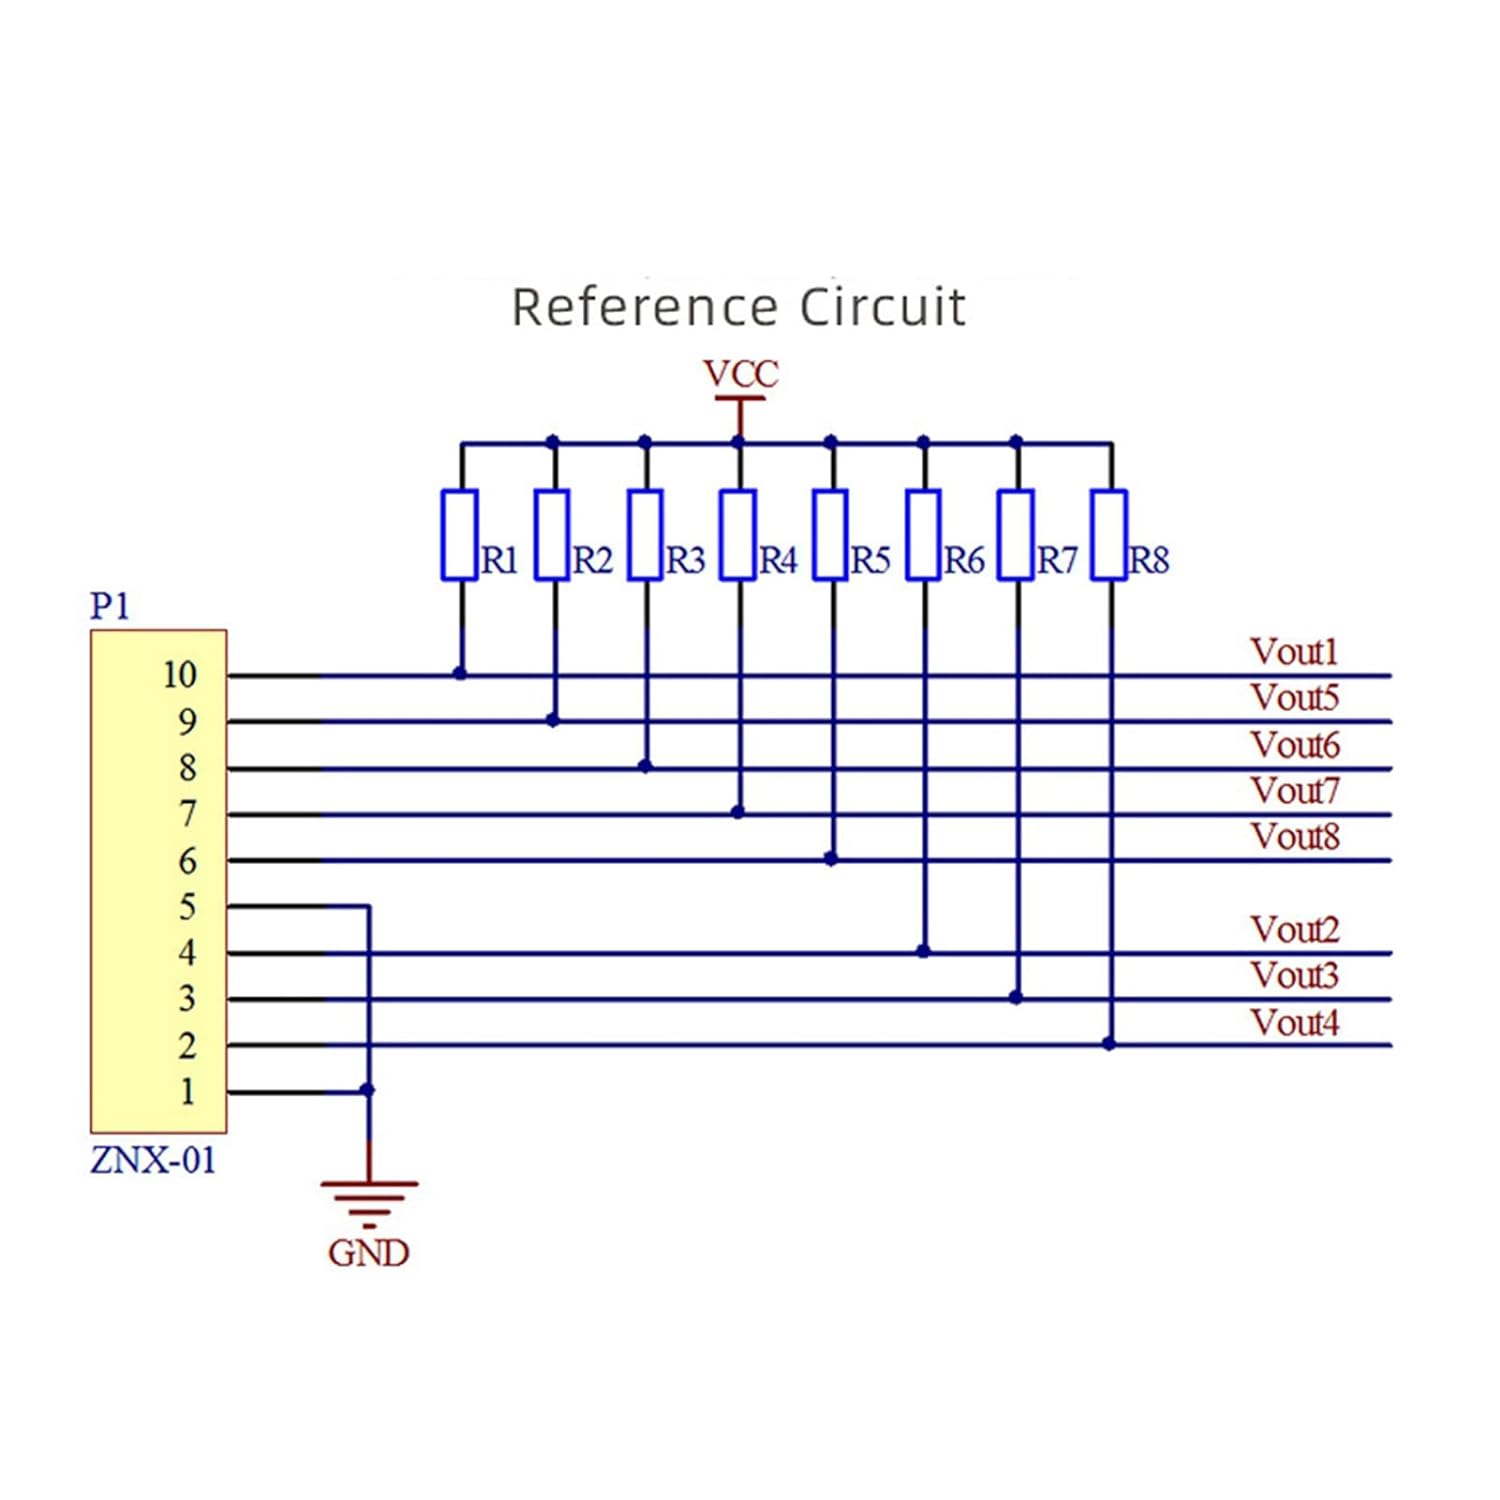 Reference Circuit
VCC
R1 R2 R3 R4 R5 R6 R7 R8
P1
10 Vout1
9 Vout5
8 Vout6
7 Vout7
6 Vout8
5
4 Vout2
3 Vout3
2 Vout4
1
ZNX-01
GND